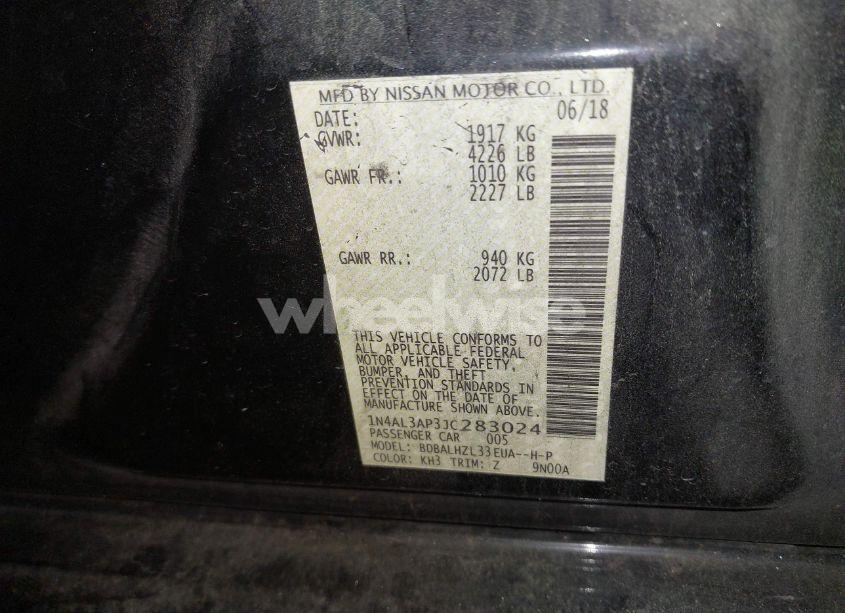 MFD BY NISSAN MOTOR CO., LTD.
DATE: 06/18
GVWR: 1917 KG
4226 LB
GAWR FR.: 1010 KG
2227 LB
GAWR RR.: 940 KG
2072 LB
wheelwise
THIS VEHICLE CONFORMS TO
ALL APPLICABLE FEDERAL
MOTOR VEHICLE SAFETY,
BUMPER, AND THEFT
PREVENTION STANDARDS IN
EFFECT ON THE DATE OF
MANUFACTURE SHOWN ABOVE.
1N4AL3AP3JC283024
PASSENGER CAR 005
MODEL: BDBALHZL33EUA--H-P
COLOR: KH3 TRIM: Z 9N00A